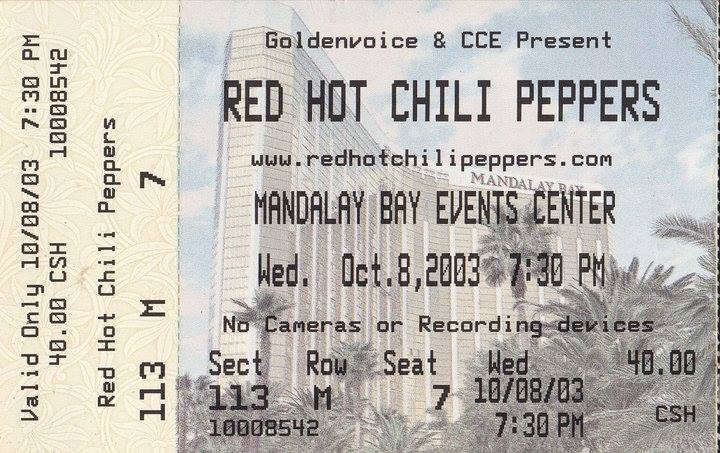 Valid Only 10/08/03 7:30 PM
40.00 CSH 10008542
Red Hot Chili Peppers
113 M 7
Goldenvoice & CCE Present
RED HOT CHILI PEPPERS
www.redhotchilipeppers.com
MANDALAY BAY
MANDALAY BAY EVENTS CENTER
Wed. Oct.8,2003 7:30 PM
No Cameras or Recording devices
Sect Row Seat Wed 40.00
113 M 7 10/08/03
10008542 7:30 PM CSH